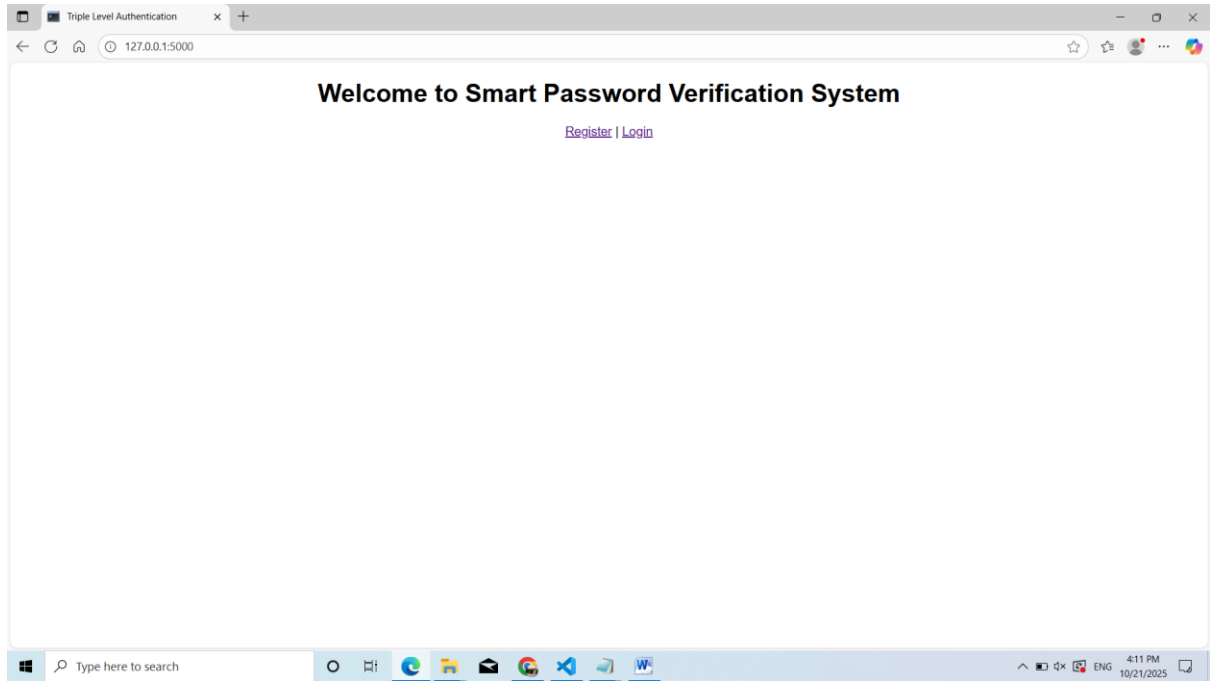 Triple Level Authentication
127.0.0.1:5000
Welcome to Smart Password Verification System
Register | Login
Type here to search
ENG
4:11 PM
10/21/2025